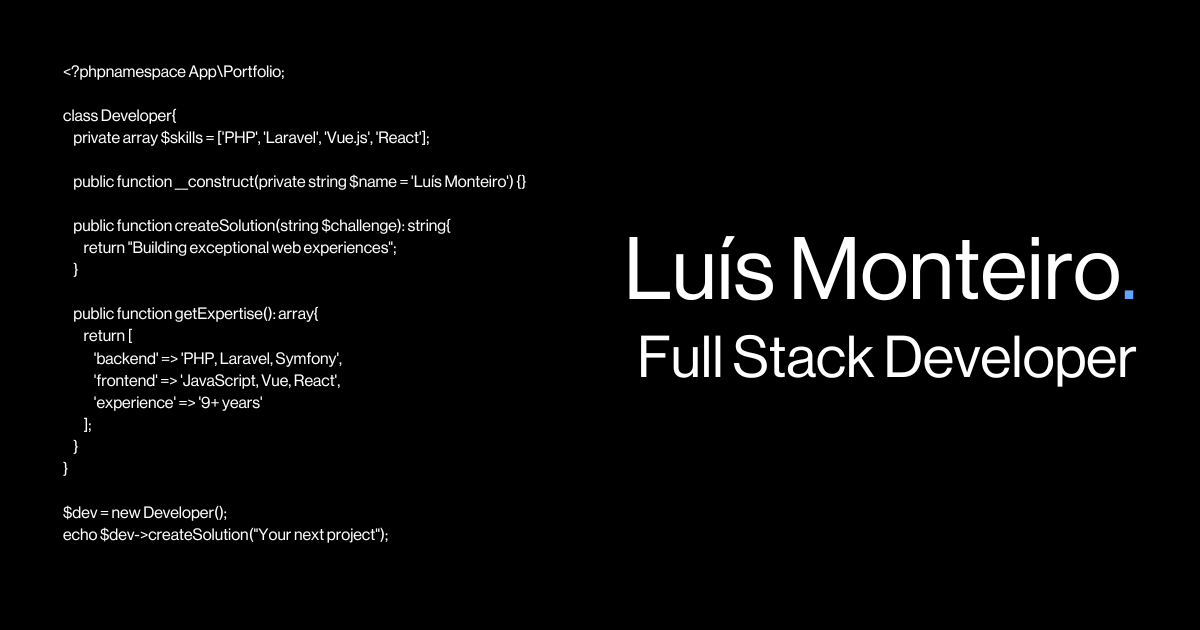 <?phpnamespace App\Portfolio;
class Developer{
private array $skills = ['PHP', 'Laravel', 'Vue.js', 'React'];
public function __construct(private string $name = 'Luís Monteiro') {}
public function createSolution(string $challenge): string{
return "Building exceptional web experiences";
}
public function getExpertise(): array{
return [
'backend' => 'PHP, Laravel, Symfony',
'frontend' => 'JavaScript, Vue, React',
'experience' => '9+ years'
];
}
}
$dev = new Developer();
echo $dev->createSolution("Your next project");
Luís Monteiro.
Full Stack Developer